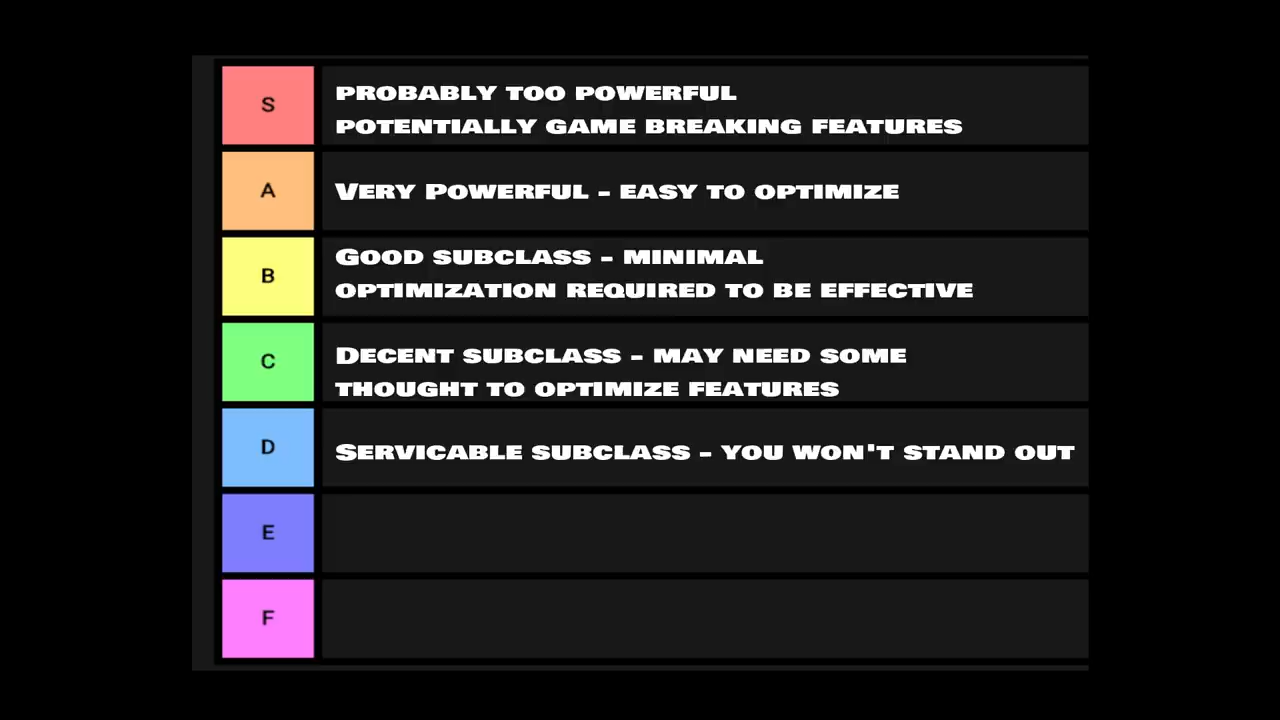 S
PROBABLY TOO POWERFUL
POTENTIALLY GAME BREAKING FEATURES
A
VERY POWERFUL - EASY TO OPTIMIZE
B
GOOD SUBCLASS - MINIMAL
OPTIMIZATION REQUIRED TO BE EFFECTIVE
C
DECENT SUBCLASS - MAY NEED SOME
THOUGHT TO OPTIMIZE FEATURES
D
SERVICABLE SUBCLASS - YOU WON'T STAND OUT
E
F